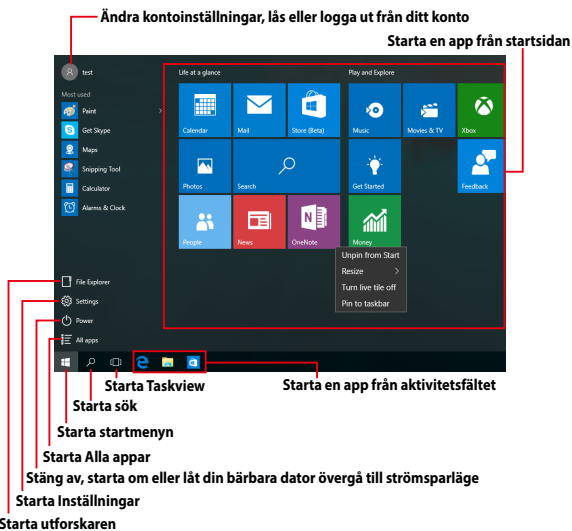 Ändra kontoinställningar, lås eller logga ut från ditt konto
Starta en app från startsidan
test
Most used
Paint
Get Skype
Maps
Snipping Tool
Calculator
Alarms & Clock
File Explorer
Settings
Power
All apps
Life at a glance
Play and Explore
Calendar
Mail
Store (Beta)
Music
Movies & TV
Xbox
Photos
Search
Get Started
Feedback
People
News
OneNote
Money
Unpin from Start
Resize
Turn live tile off
Pin to taskbar
Starta Taskview
Starta en app från aktivitetsfältet
Starta sök
Starta startmenyn
Starta Alla appar
Stäng av, starta om eller låt din bärbara dator övergå till strömsparläge
Starta Inställningar
Starta utforskaren